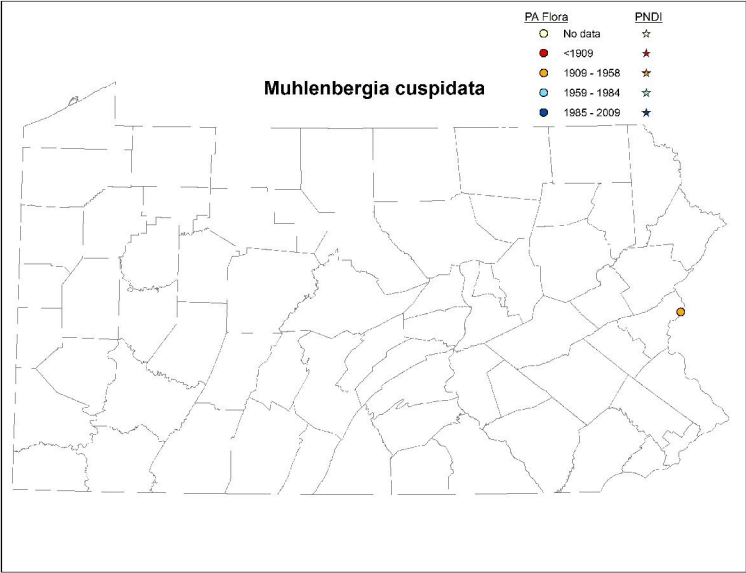 PA Flora PNDI
No data
<1909
1909 - 1958
1959 - 1984
1985 - 2009
Muhlenbergia cuspidata